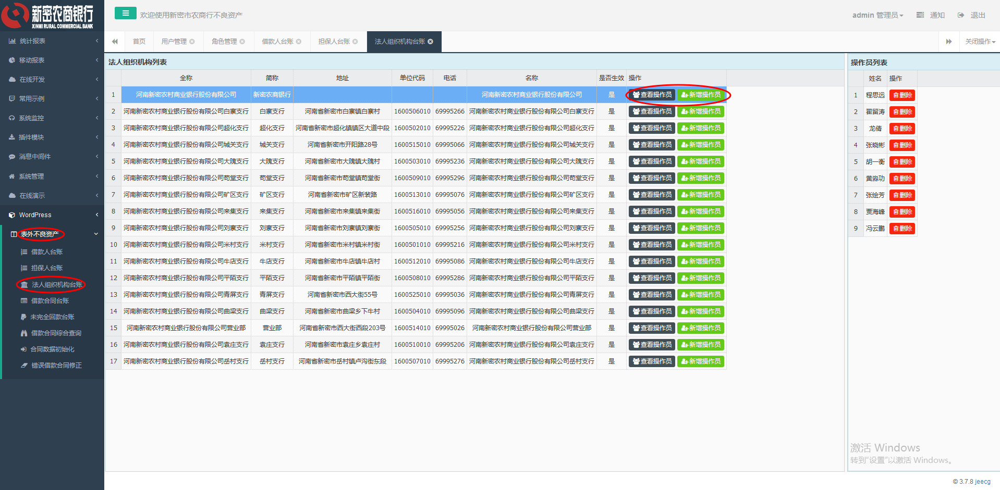 新密农商银行
XINMI RURAL COMMERCIAL BANK
欢迎使用新密市农商行不良资产
admin 管理员 通知 退出
首页 用户管理 角色管理 借款人台账 担保人台账 法人组织机构台账 关闭操作
统计报表
移动报表
在线开发
常用示例
系统监控
插件模块
消息中间件
系统管理
在线演示
WordPress
表外不良资产
借款人台账
担保人台账
法人组织机构台账
借款合同台账
未完全回款台账
借款合同综合查询
合同数据初始化
错误借款合同修正
法人组织机构列表
全称 简称 地址 单位代码 电话 名称 是否生效 操作
1 河南新密农村商业银行股份有限公司 新密农商银行 河南新密农村商业银行股份有限公司 是 查看操作员 新增操作员
2 河南新密农村商业银行股份有限公司白寨支行 白寨支行 河南省新密市白寨镇白寨村 1600506010 69995266 河南新密农村商业银行股份有限公司白寨支行 是 查看操作员 新增操作员
3 河南新密农村商业银行股份有限公司超化支行 超化支行 河南省新密市超化镇镇区大道中段 1600502010 69995226 河南新密农村商业银行股份有限公司超化支行 是 查看操作员 新增操作员
4 河南新密农村商业银行股份有限公司城关支行 城关支行 河南省新密市开阳路28号 1600515010 69995066 河南新密农村商业银行股份有限公司城关支行 是 查看操作员 新增操作员
5 河南新密农村商业银行股份有限公司大隗支行 大隗支行 河南省新密市大隗镇大隗村 1600503010 69995236 河南新密农村商业银行股份有限公司大隗支行 是 查看操作员 新增操作员
6 河南新密农村商业银行股份有限公司苟堂支行 苟堂支行 河南省新密市苟堂镇苟堂街 1600509010 69995296 河南新密农村商业银行股份有限公司苟堂支行 是 查看操作员 新增操作员
7 河南新密农村商业银行股份有限公司矿区支行 矿区支行 河南省新密市矿区新裴路 1600513010 69995076 河南新密农村商业银行股份有限公司矿区支行 是 查看操作员 新增操作员
8 河南新密农村商业银行股份有限公司来集支行 来集支行 河南省新密市来集镇来集街 1600516010 69995056 河南新密农村商业银行股份有限公司来集支行 是 查看操作员 新增操作员
9 河南新密农村商业银行股份有限公司刘寨支行 刘寨支行 河南省新密市刘寨镇刘寨街 1600505010 69995256 河南新密农村商业银行股份有限公司刘寨支行 是 查看操作员 新增操作员
10 河南新密农村商业银行股份有限公司米村支行 米村支行 河南省新密市米村镇米村街 1600501010 69995216 河南新密农村商业银行股份有限公司米村支行 是 查看操作员 新增操作员
11 河南新密农村商业银行股份有限公司牛店支行 牛店支行 河南省新密市牛店镇牛店村 1600512010 69995086 河南新密农村商业银行股份有限公司牛店支行 是 查看操作员 新增操作员
12 河南新密农村商业银行股份有限公司平陌支行 平陌支行 河南省新密市平陌镇平陌街 1600508010 69995286 河南新密农村商业银行股份有限公司平陌支行 是 查看操作员 新增操作员
13 河南新密农村商业银行股份有限公司青屏支行 青屏支行 河南省新密市西大街55号 1600525010 69995036 河南新密农村商业银行股份有限公司青屏支行 是 查看操作员 新增操作员
14 河南新密农村商业银行股份有限公司曲梁支行 曲梁支行 河南省新密市曲梁乡下牛村 1600504010 69995096 河南新密农村商业银行股份有限公司曲梁支行 是 查看操作员 新增操作员
15 河南新密农村商业银行股份有限公司营业部 营业部 河南省新密市西大街西段203号 1600514010 69995026 河南新密农村商业银行股份有限公司营业部 是 查看操作员 新增操作员
16 河南新密农村商业银行股份有限公司袁庄支行 袁庄支行 河南省新密市袁庄乡袁庄村 1600510010 69995206 河南新密农村商业银行股份有限公司袁庄支行 是 查看操作员 新增操作员
17 河南新密农村商业银行股份有限公司岳村支行 岳村支行 河南省新密市岳村镇卢沟街东段 1600507010 69995276 河南新密农村商业银行股份有限公司岳村支行 是 查看操作员 新增操作员
操作员列表
姓名 操作
1 程思远 删除
2 翟留涛 删除
3 龙倩 删除
4 张晓彬 删除
5 胡一衡 删除
6 黄淼功 删除
7 张绘芳 删除
8 贾海峰 删除
9 冯云鹏 删除
激活 Windows
转到“设置”以激活 Windows。
© 3.7.8 jeecg